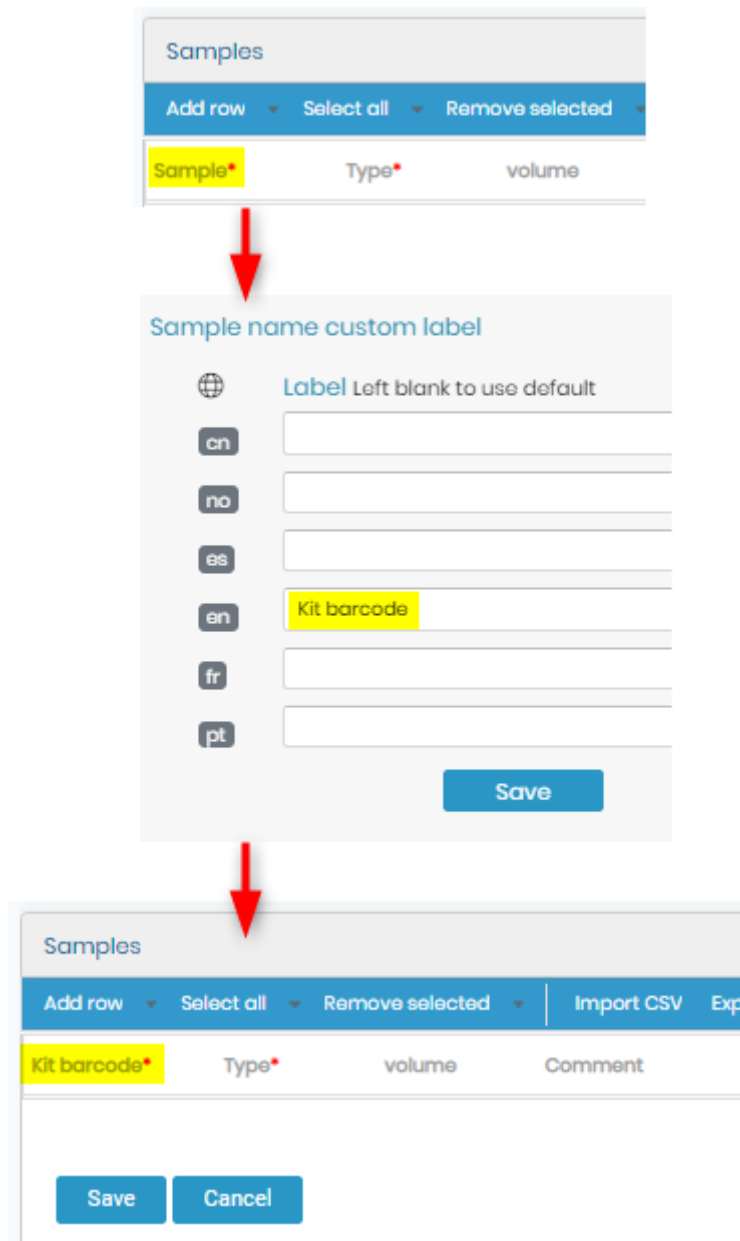 Samples
Add row Select all Remove selected
Sample* Type* volume
Sample name custom label
Label Left blank to use default
cn
no
es
en Kit barcode
fr
pt
Save
Samples
Add row Select all Remove selected Import CSV Exp
Kit barcode* Type* volume Comment
Save Cancel